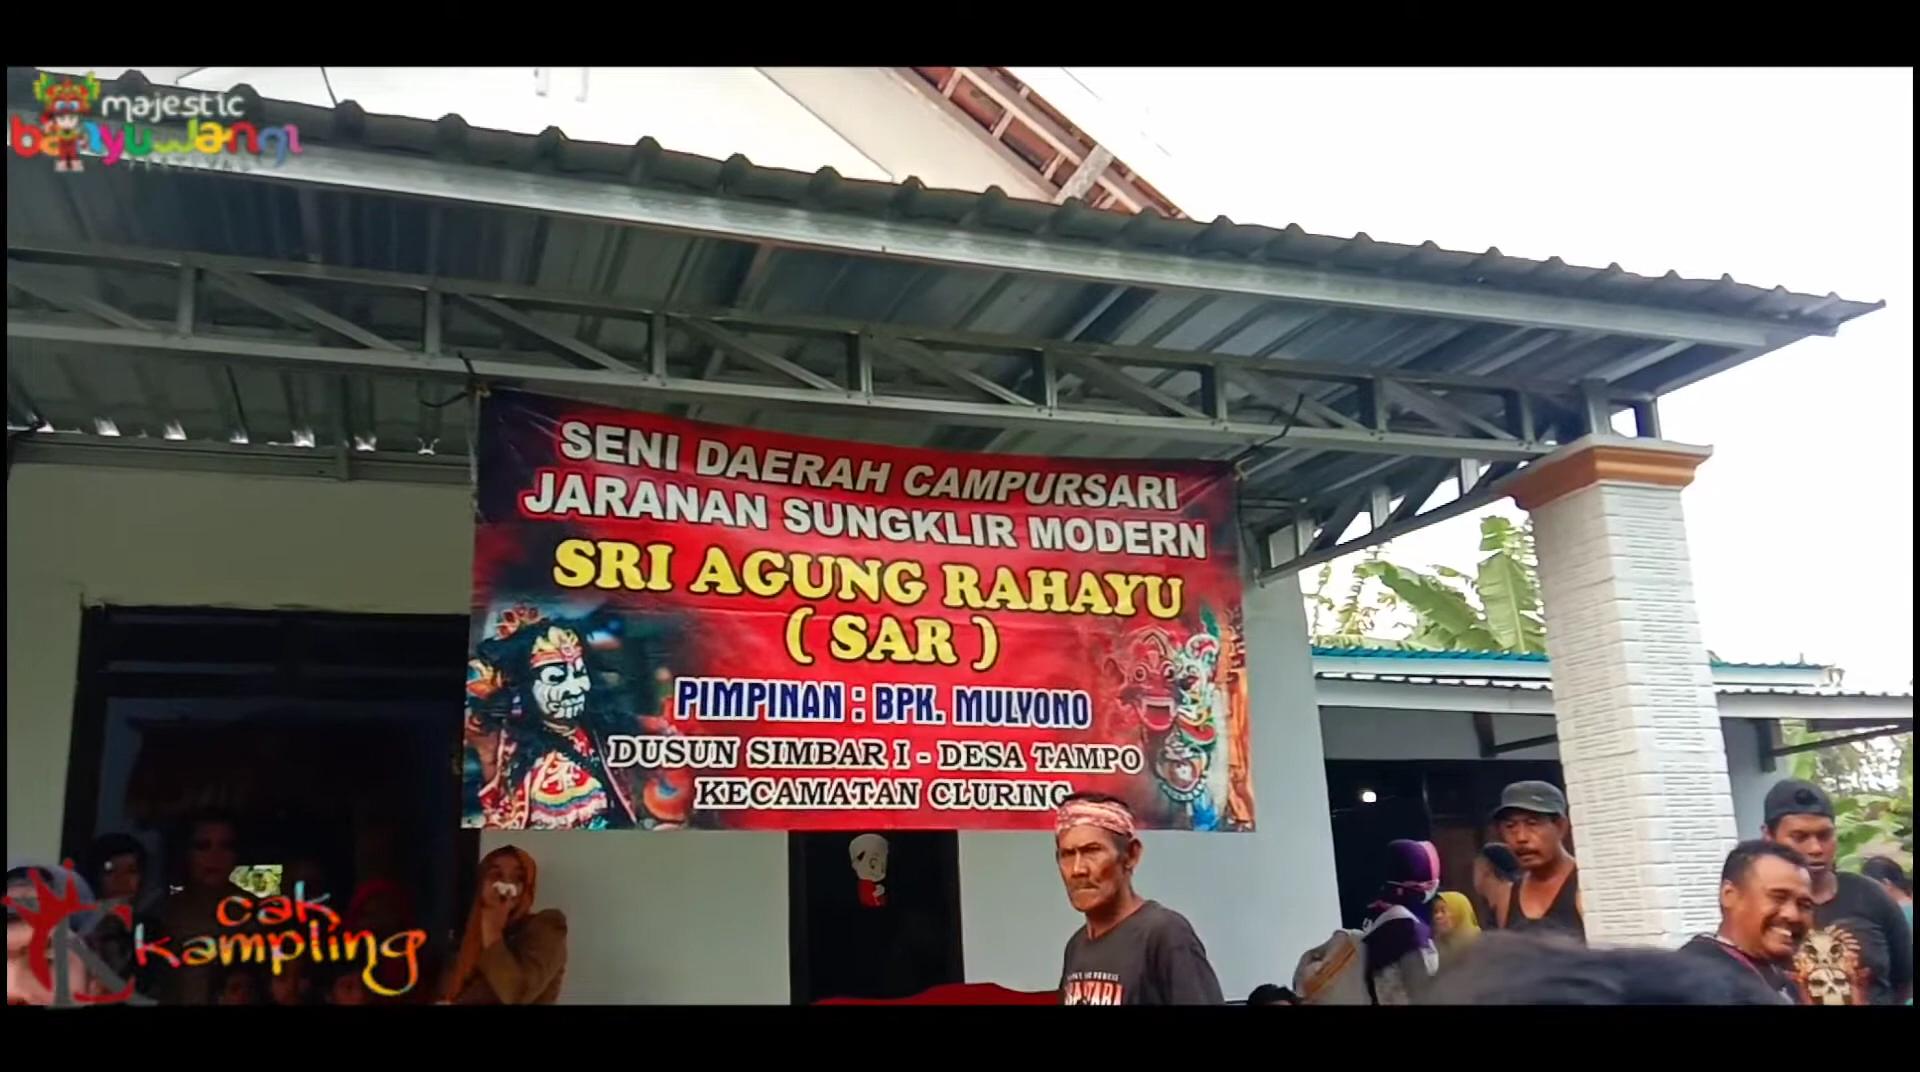 majestic
banyuwangi
SENI DAERAH CAMPURSARI
JARANAN SUNGKLIR MODERN
SRI AGUNG RAHAYU
( SAR )
PIMPINAN : BPK. MULYONO
DUSUN SIMBAR I - DESA TAMPO
KECAMATAN CLURING
cak
kampling